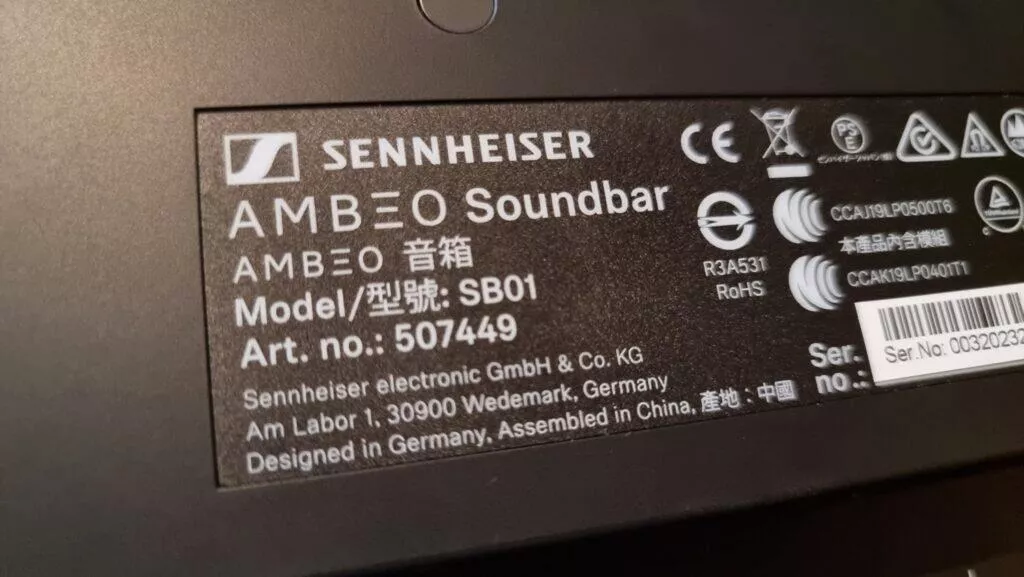 SENNHEISER
AMBEO Soundbar
AMBEO 音箱
Model/型號: SB01
Art. no.: 507449
Sennheiser electronic GmbH & Co. KG
Am Labor 1, 30900 Wedemark, Germany
Designed in Germany, Assembled in China, 產地：中國
CE
PS
E
R3A531
RoHS
CCAJ19LP0500T6
本產品內含模組
CCAK19LP0401T1
Ser.
no.:
Ser.No: 00320232